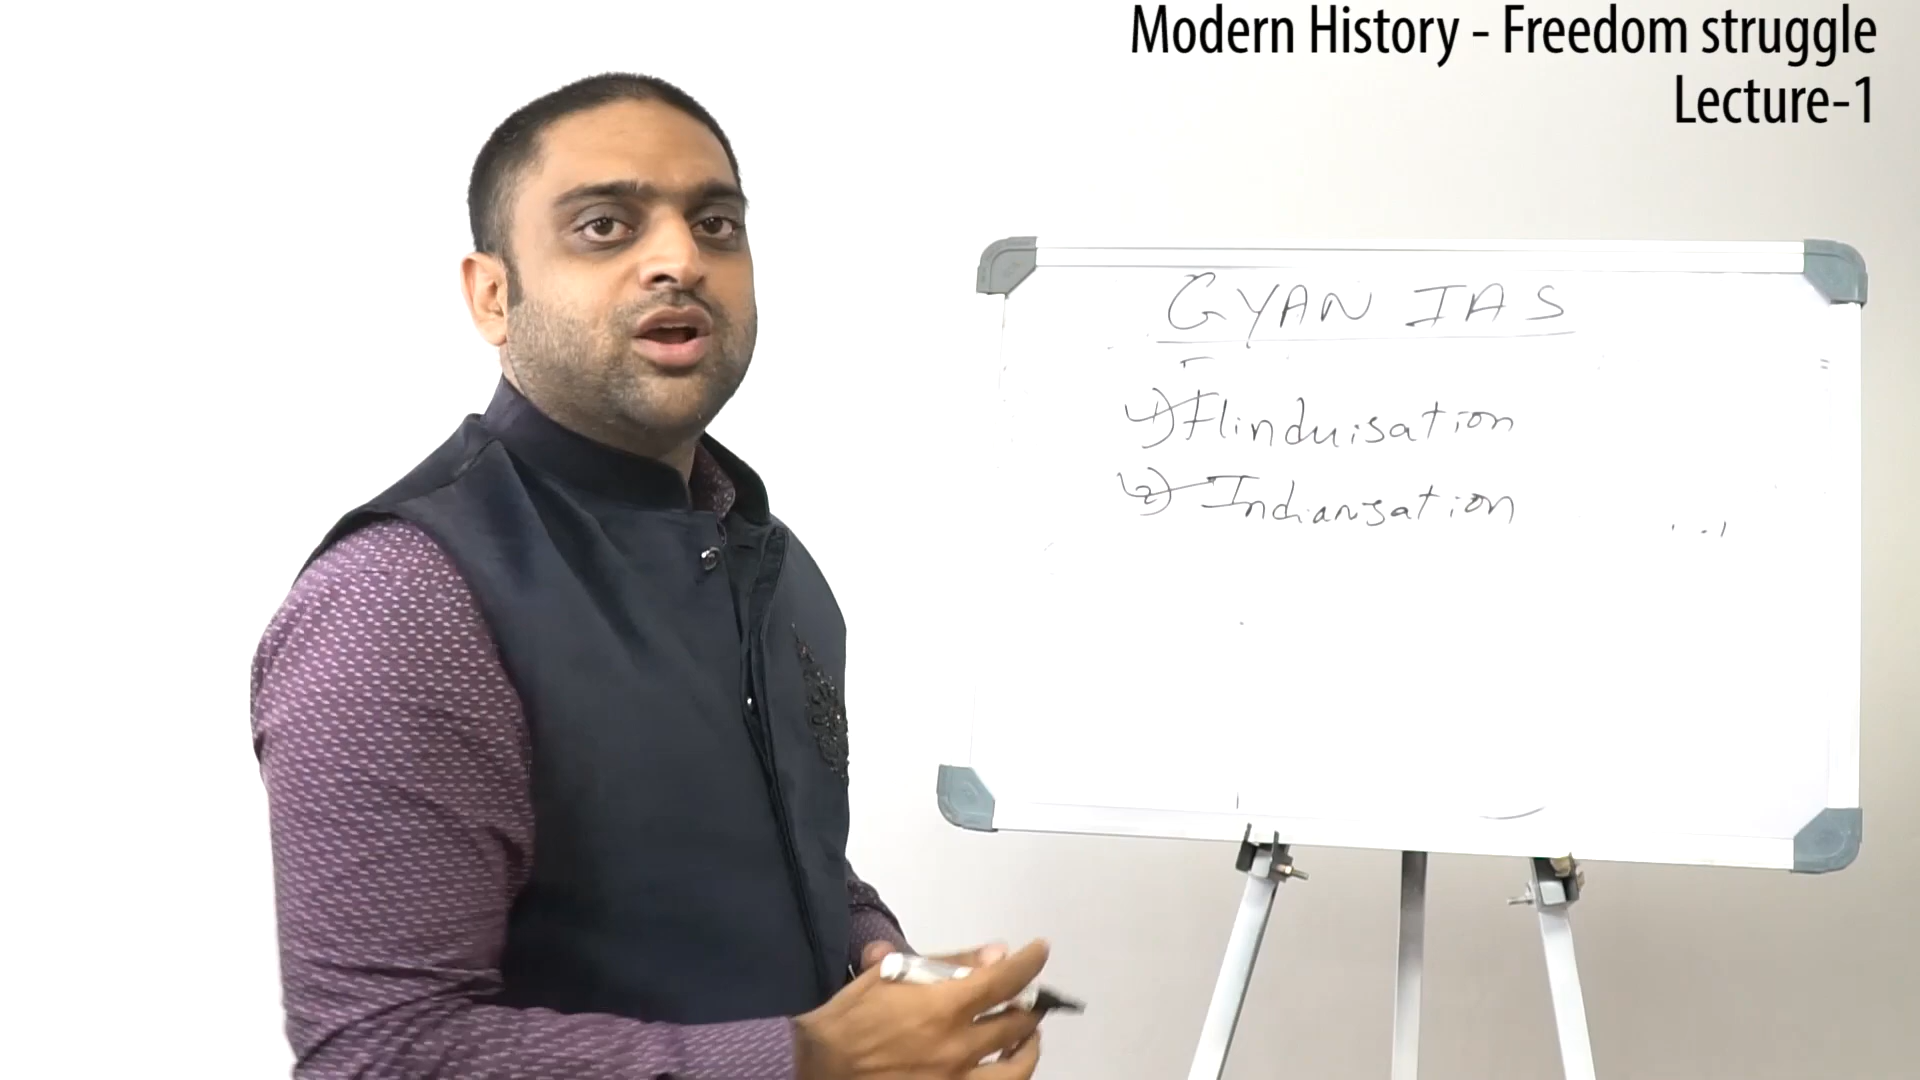 Modern History - Freedom struggle
Lecture-1
GYAN IAS
1) Hinduisation
2) Indianisation